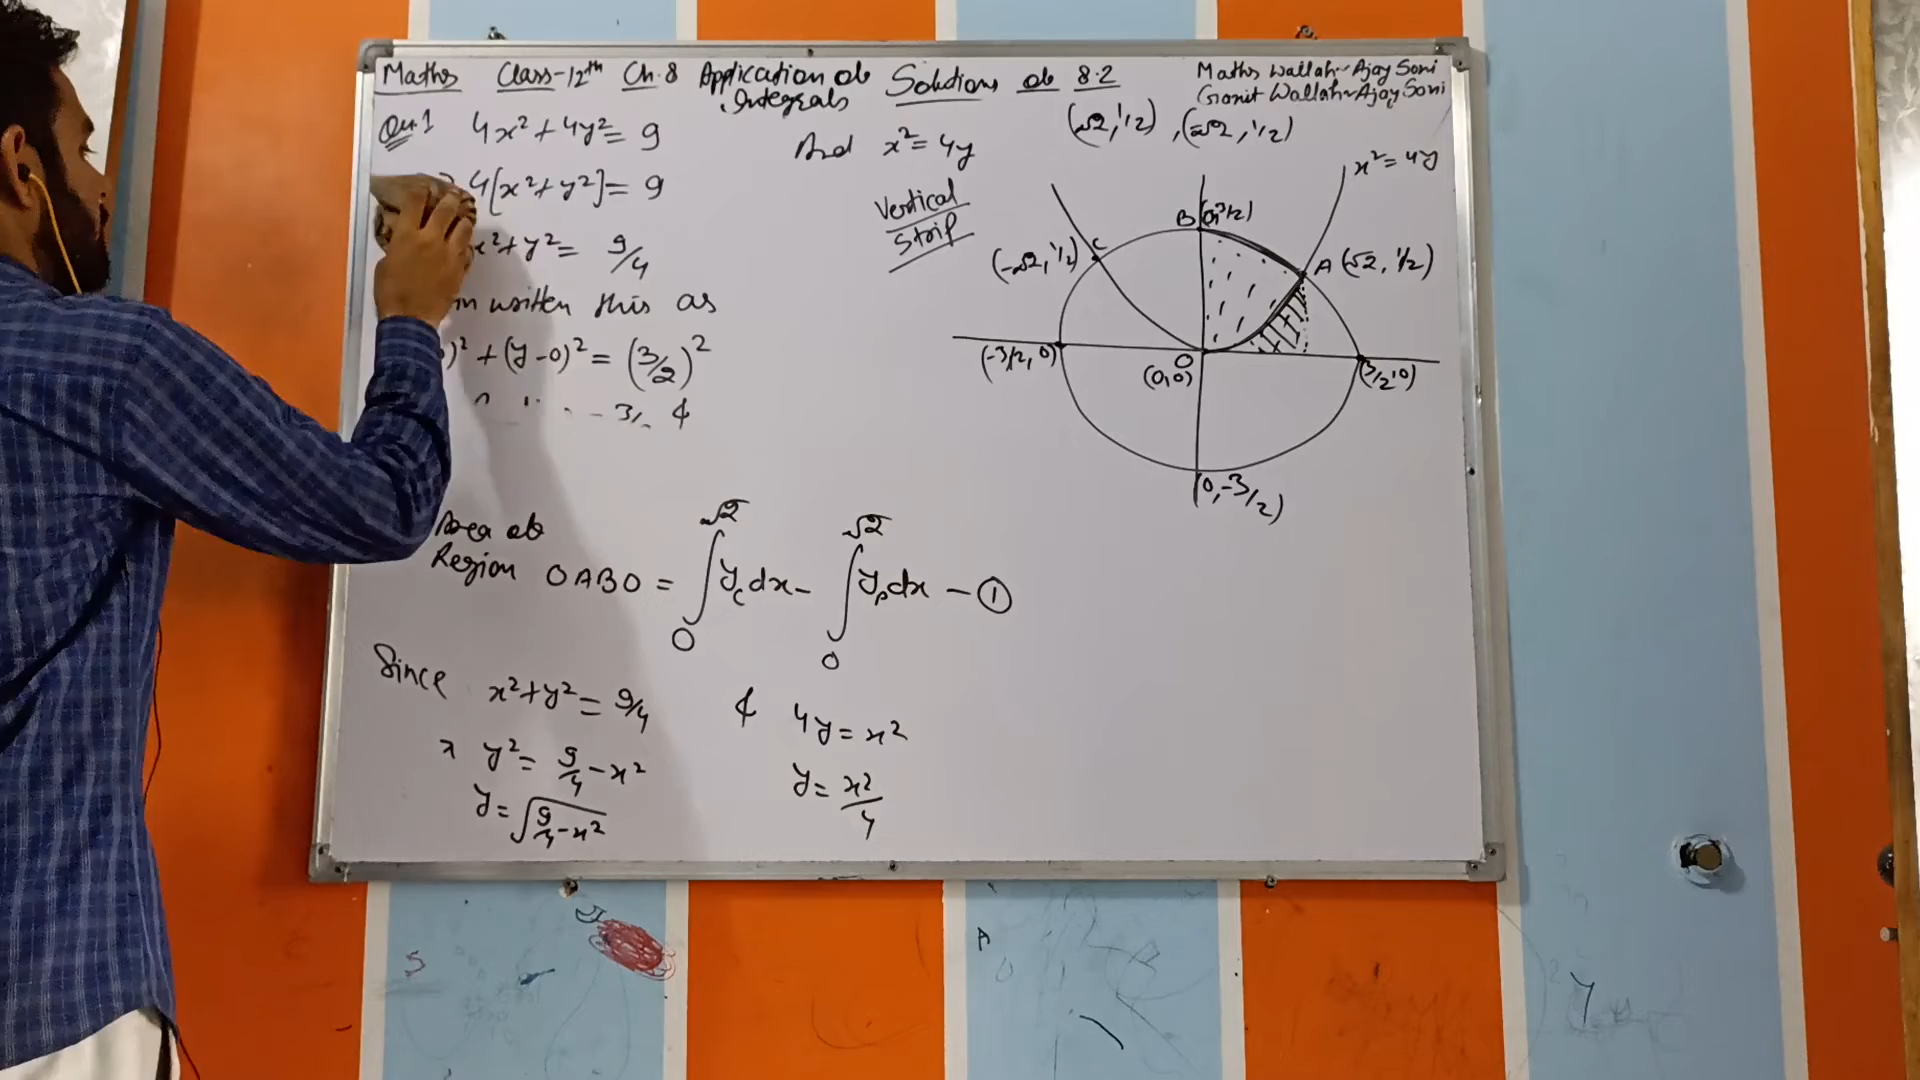 Maths Class-12th Ch.8 Application of Integrals Solutions of 8.2
Maths Wallah~Ajay Soni
Ganit Wallah~Ajay Soni
Qu.1 4x²+4y²= 9 And x²= 4y
(√2,1/2) , (-√2,1/2)
4[x²+y²]= 9
x²+y²= 9/4
written this as
)²+(y-0)²=(3/2)²
Vertical
Strip
x²=4y
B (0,3/2)
C
(-√2,1/2)
A (√2, 1/2)
(-3/2, 0)
O
(0,0)
(3/2,0)
(0,-3/2)
Area of
Region OABO = ∫₀^√2 y_c dx - ∫₀^√2 y_p dx - ①
Since x²+y²= 9/4 & 4y= x²
y²= 9/4-x²
y= x²/4
y=√(9/4-x²)
S
A